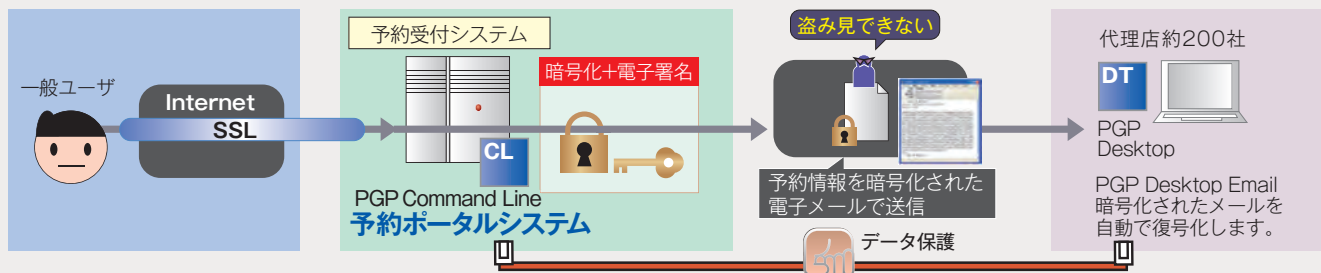 一般ユーザ
Internet
SSL
予約受付システム
暗号化+電子署名
CL
PGP Command Line
予約ポータルシステム
盗み見できない
予約情報を暗号化された
電子メールで送信
データ保護
代理店約200社
DT
PGP
Desktop
PGP Desktop Email
暗号化されたメールを
自動で復号化します。